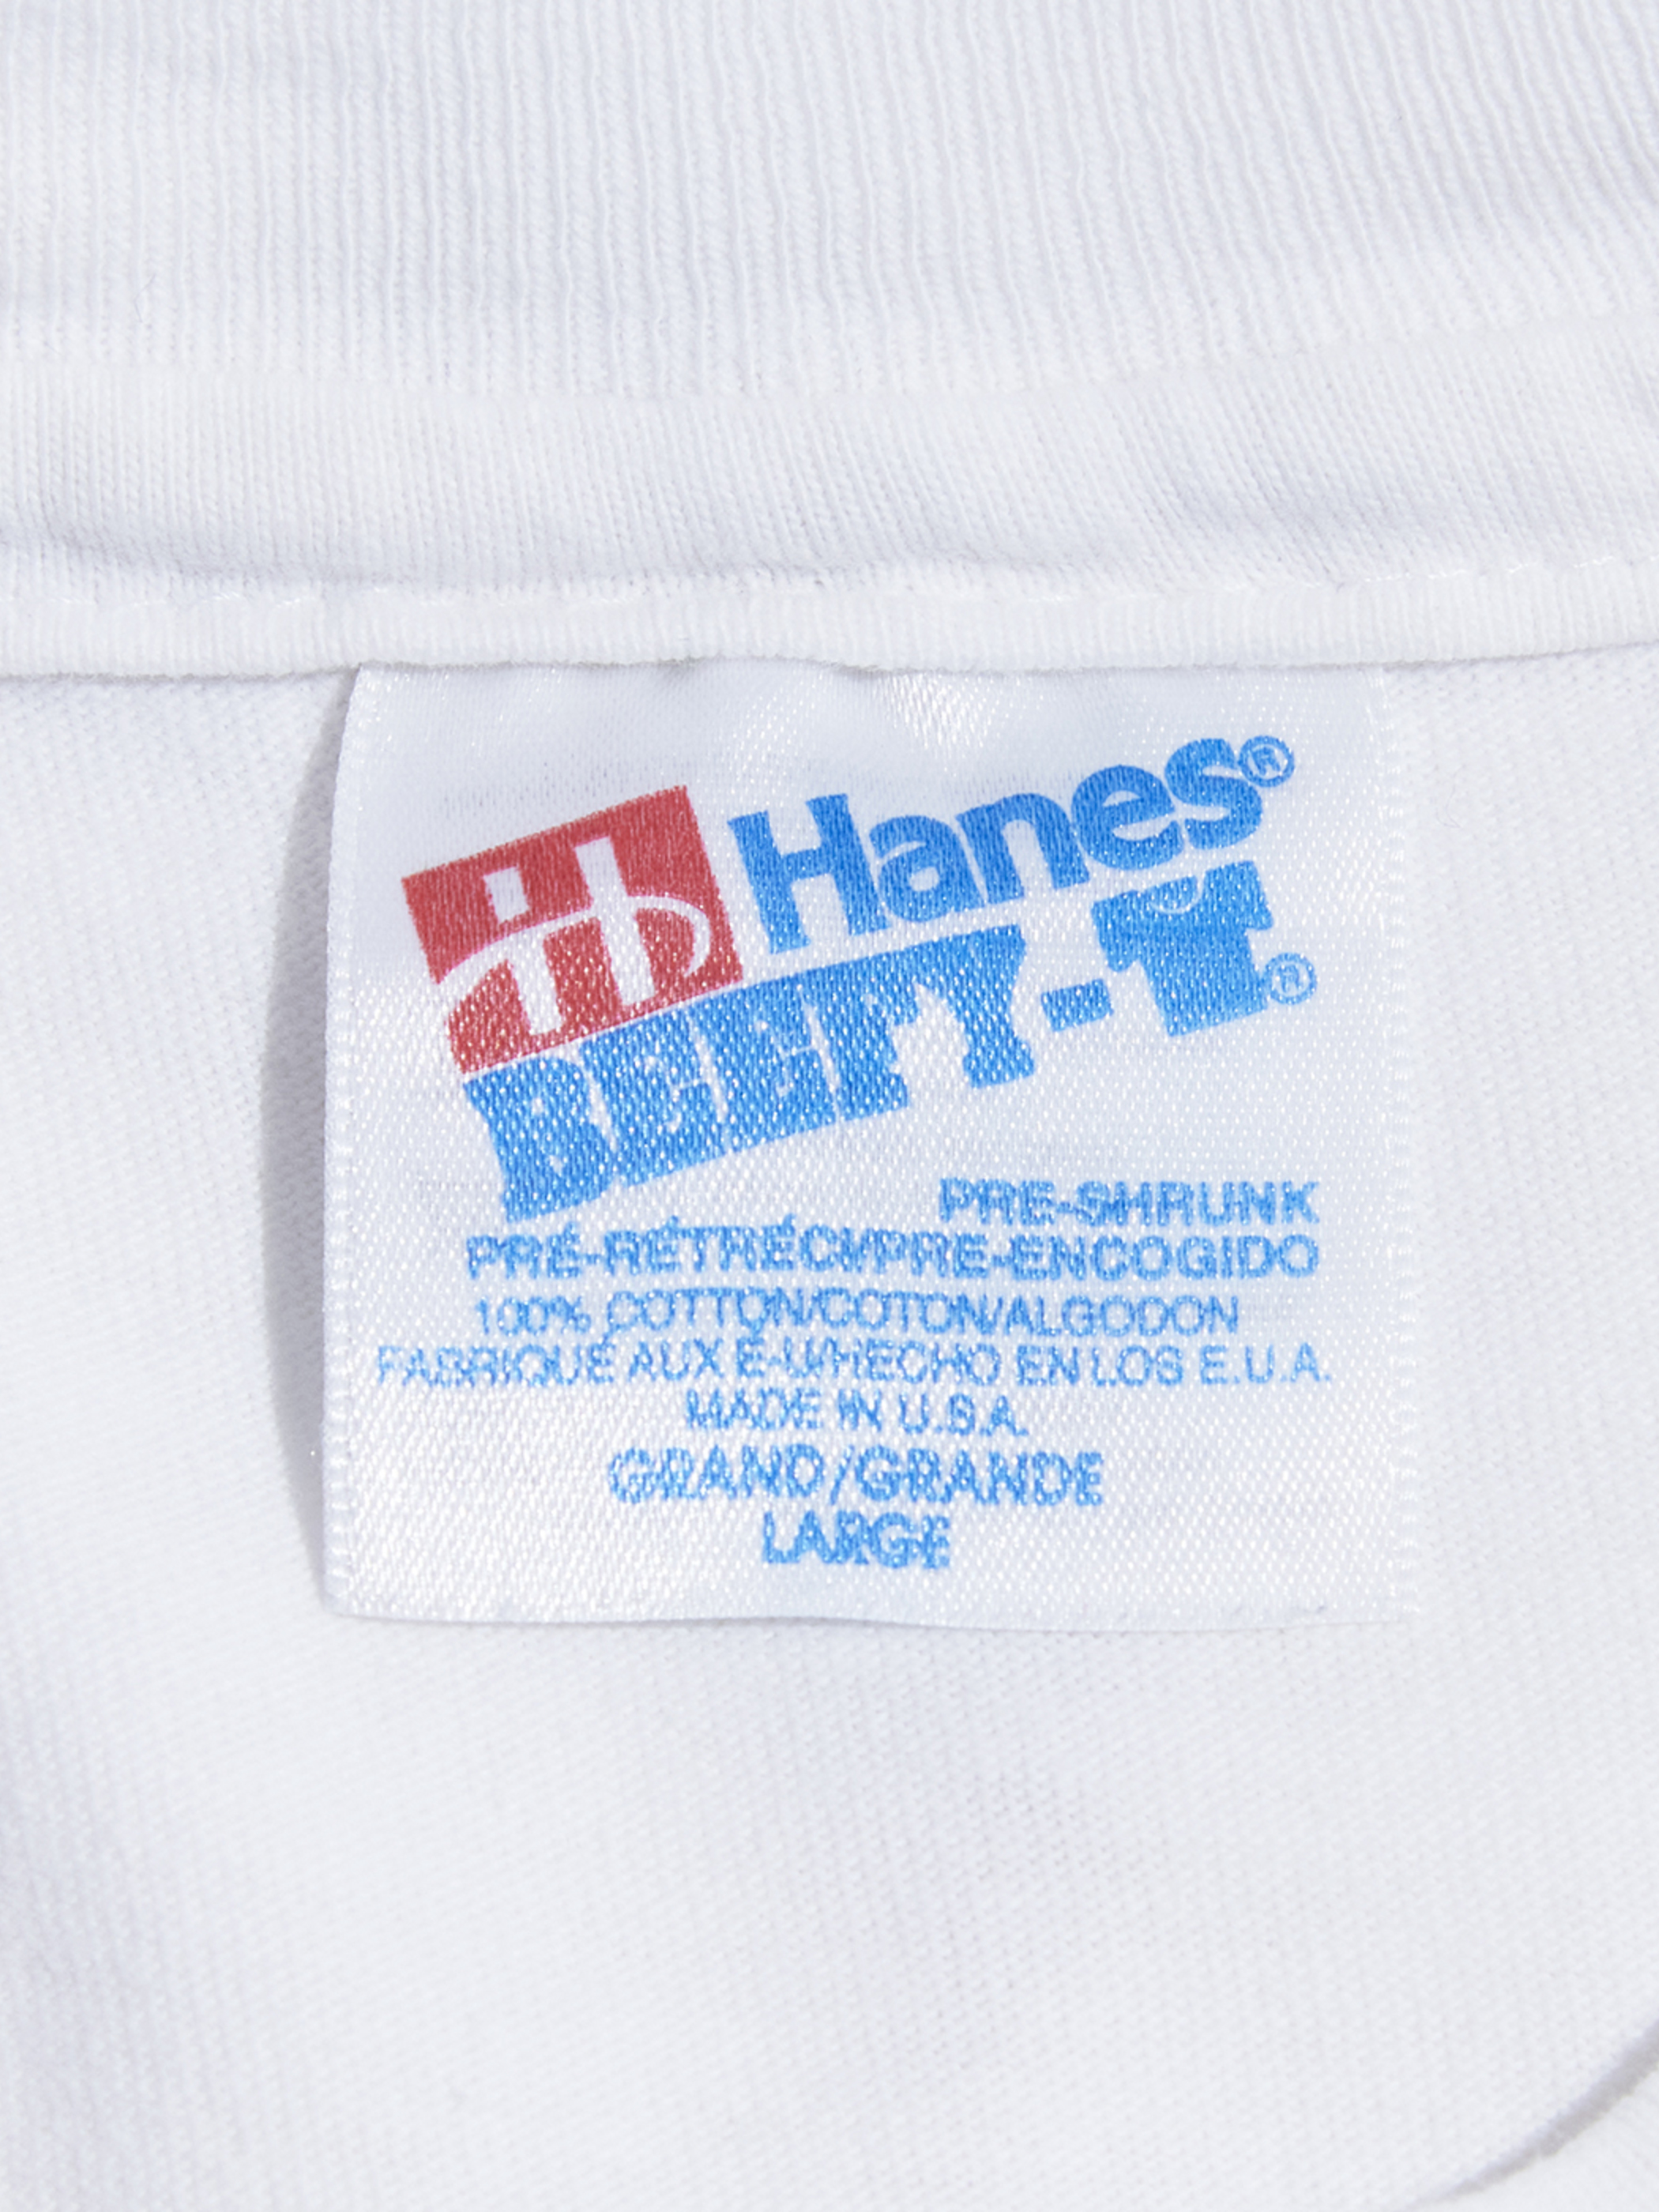 Hanes®
BEEFY-T®
PRE-SHRUNK
PRÉ-RÉTRÉCI/PRE-ENCOGIDO
100% COTTON/COTON/ALGODON
FABRIQUÉ AUX É-U/HECHO EN LOS E.U.A.
MADE IN U.S.A.
GRAND/GRANDE
LARGE